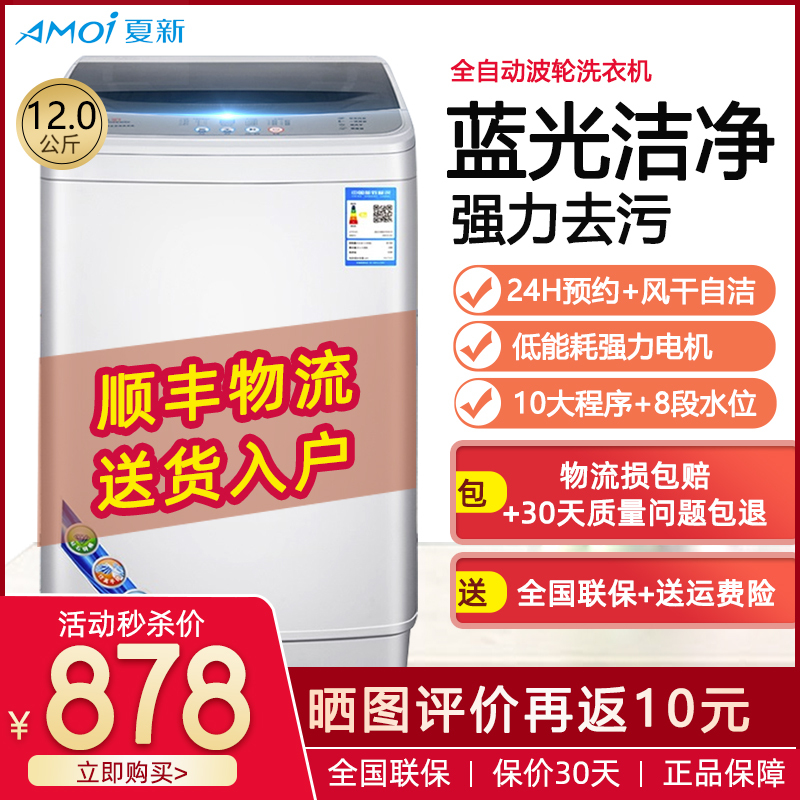 AMOi 夏新
12.0
公斤
全自动波轮洗衣机
蓝光洁净
强力去污
24H预约+风干自洁
低能耗强力电机
10大程序+8段水位
顺丰物流
送货入户
包
物流损包赔
+30天质量问题包退
送
全国联保+送运费险
活动秒杀价
¥878
立即购买>
晒图评价再返10元
全国联保 | 保价30天 | 正品保障